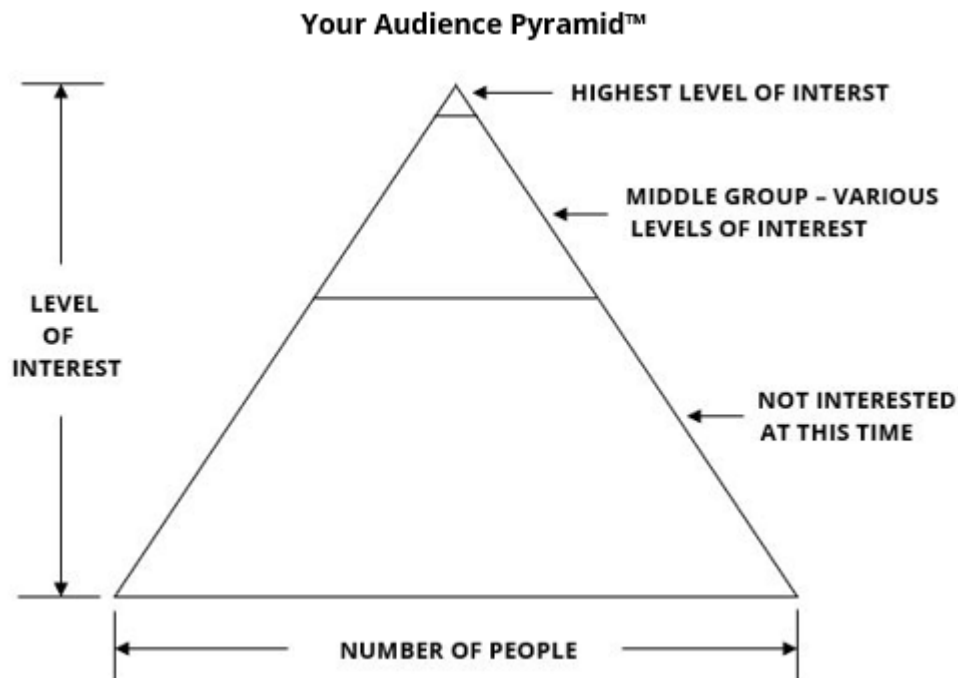 Your Audience Pyramid™
HIGHEST LEVEL OF INTERST
MIDDLE GROUP – VARIOUS
LEVELS OF INTEREST
LEVEL
OF
INTEREST
NOT INTERESTED
AT THIS TIME
NUMBER OF PEOPLE